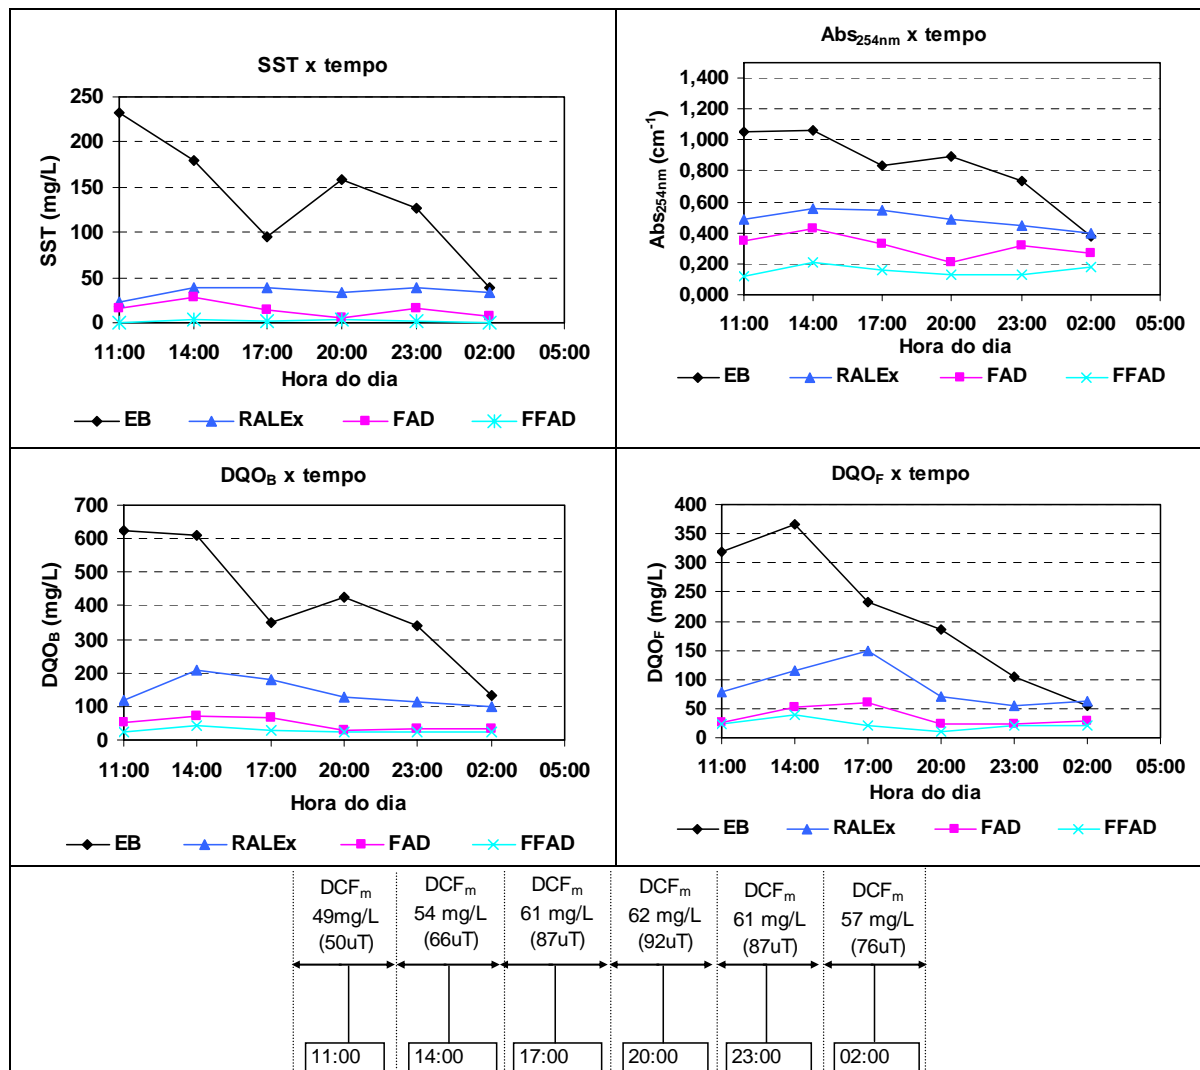 SST x tempo
SST (mg/L)
250
200
150
100
50
0
11:00 14:00 17:00 20:00 23:00 02:00 05:00
Hora do dia
EB RALEx FAD FFAD
Abs254nm x tempo
Abs254nm (cm-1)
1,400
1,200
1,000
0,800
0,600
0,400
0,200
0,000
11:00 14:00 17:00 20:00 23:00 02:00 05:00
Hora do dia
EB RALEx FAD FFAD
DQOB x tempo
DQOB (mg/L)
700
600
500
400
300
200
100
0
11:00 14:00 17:00 20:00 23:00 02:00 05:00
Hora do dia
EB RALEx FAD FFAD
DQOF x tempo
DQOF (mg/L)
400
350
300
250
200
150
100
50
0
11:00 14:00 17:00 20:00 23:00 02:00 05:00
Hora do dia
EB RALEx FAD FFAD
DCFm DCFm DCFm DCFm DCFm DCFm
49mg/L 54 mg/L 61 mg/L 62 mg/L 61 mg/L 57 mg/L
(50uT) (66uT) (87uT) (92uT) (87uT) (76uT)
11:00 14:00 17:00 20:00 23:00 02:00